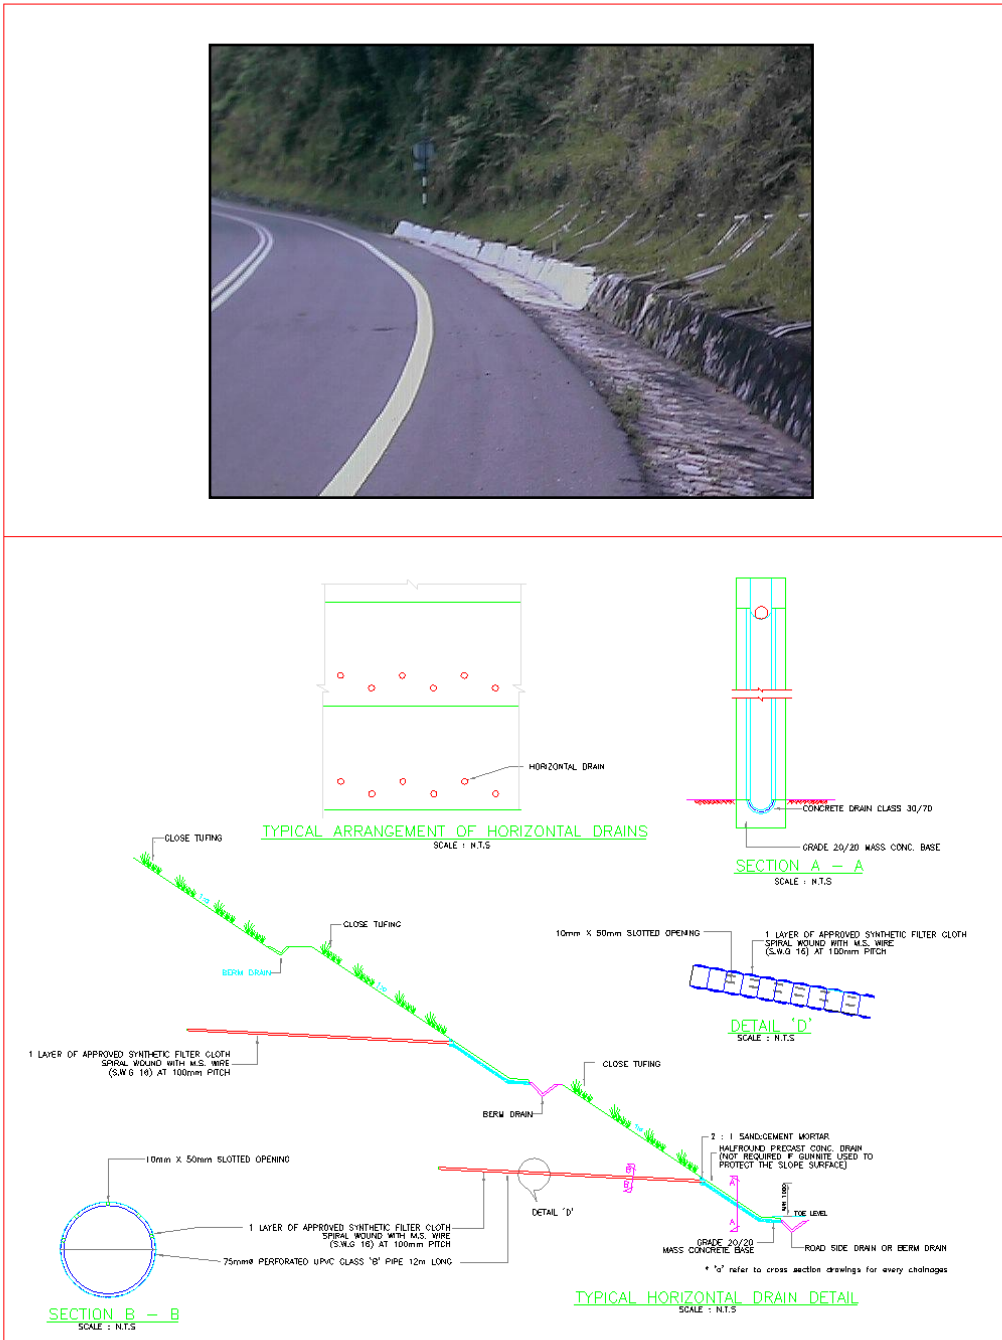 HORIZONTAL DRAIN
TYPICAL ARRANGEMENT OF HORIZONTAL DRAINS
SCALE : N.T.S
CONCRETE DRAIN CLASS 30/7D
GRADE 20/20 MASS CONC. BASE
SECTION A - A
SCALE : N.T.S
CLOSE TUFING
CLOSE TUFING
BERM DRAIN
10mm X 50mm SLOTTED OPENING
1 LAYER OF APPROVED SYNTHETIC FILTER CLOTH
SPIRAL WOUND WITH M.S. WIRE
(S.W.G 16) AT 100mm PITCH
DETAIL 'D'
SCALE : N.T.S
1 LAYER OF APPROVED SYNTHETIC FILTER CLOTH
SPIRAL WOUND WITH M.S. WIRE
(S.W.G 16) AT 100mm PITCH
CLOSE TUFING
BERM DRAIN
2 : 1 SAND:CEMENT MORTAR
HALFROUND PRECAST CONC. DRAIN
(NOT REQUIRED IF GUNNITE USED TO
PROTECT THE SLOPE SURFACE)
B
B
A
A
MIN 1000
TOE LEVEL
DETAIL 'D'
GRADE 20/20
MASS CONCRETE BASE
ROAD SIDE DRAIN OR BERM DRAIN
* "a" refer to cross section drawings for every chainages
TYPICAL HORIZONTAL DRAIN DETAIL
SCALE : N.T.S
10mm X 50mm SLOTTED OPENING
1 LAYER OF APPROVED SYNTHETIC FILTER CLOTH
SPIRAL WOUND WITH M.S. WIRE
(S.W.G 16) AT 100mm PITCH
75mmø PERFORATED UPVC CLASS 'B' PIPE 12m LONG
SECTION B - B
SCALE : N.T.S